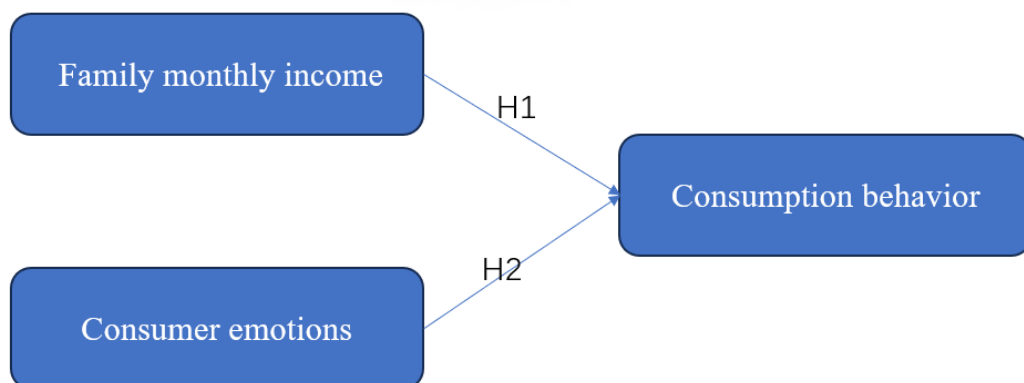 Family monthly income
H1
Consumption behavior
H2
Consumer emotions